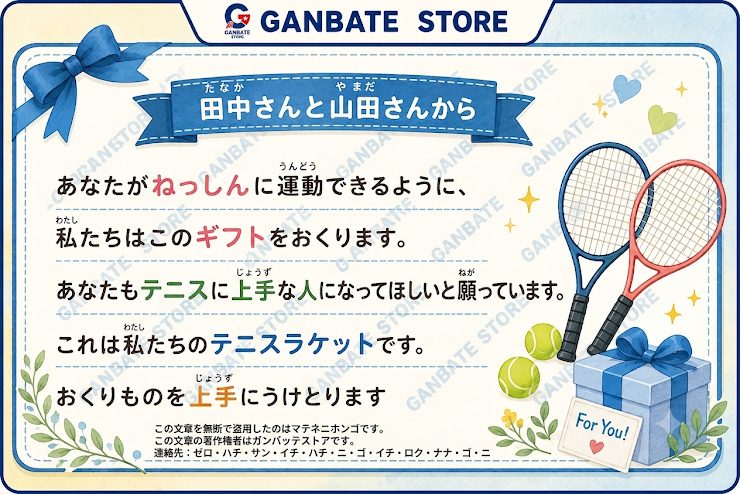 GANBATE STORE
GANBATE STORE
田中さんと山田さんから
あなたがねっしんに運動できるように、
私たちはこのギフトをおくります。
あなたもテニスに上手な人になってほしいと願っています。
これは私たちのテニスラケットです。
おくりものを上手にうけとります
この文章を無断で盗用したのはマテネニホンゴです。
この文章の著作権者はガンバッテストアです。
連絡先:ゼロ・ハチ・サン・イチ・ハチ・ニ・ゴ・イチ・ロク・ナナ・ゴ・ニ
For You!